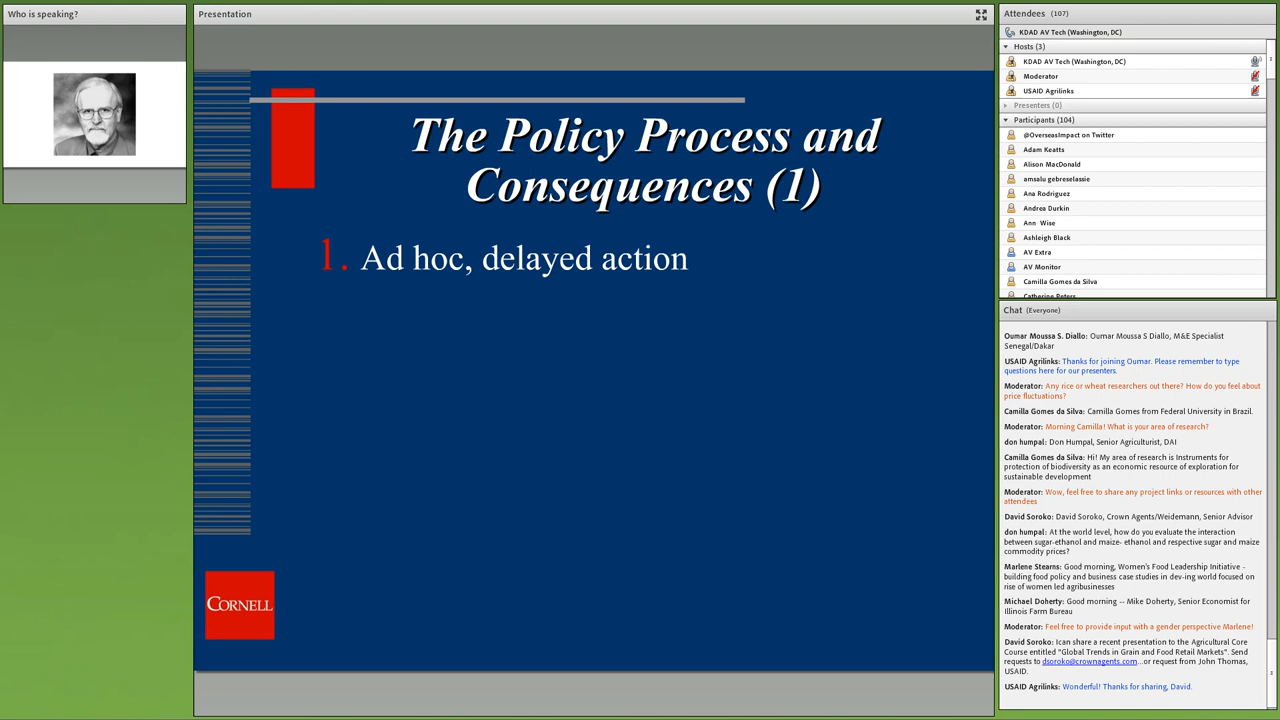 Who is speaking?
Presentation
The Policy Process and
Consequences (1)
1. Ad hoc, delayed action
CORNELL
Attendees (107)
KDAD AV Tech (Washington, DC)
Hosts (3)
KDAD AV Tech (Washington, DC)
Moderator
USAID Agrilinks
Presenters (0)
Participants (104)
@OverseasImpact on Twitter
Adam Keatts
Alison MacDonald
amsalu gebreselassie
Ana Rodriguez
Andrea Durkin
Ann Wise
Ashleigh Black
AV Extra
AV Monitor
Camilla Gomes da Silva
Catherine Peters
Chat (Everyone)
Oumar Moussa S. Diallo: Oumar Moussa S Diallo, M&E Specialist
Senegal/Dakar
USAID Agrilinks: Thanks for joining Oumar. Please remember to type
questions here for our presenters.
Moderator: Any rice or wheat researchers out there? How do you feel about
price fluctuations?
Camilla Gomes da Silva: Camilla Gomes from Federal University in Brazil.
Moderator: Morning Camilla! What is your area of research?
don humpal: Don Humpal, Senior Agriculturist, DAI
Camilla Gomes da Silva: Hi! My area of research is Instruments for
protection of biodiversity as an economic resource of exploration for
sustainable development
Moderator: Wow, feel free to share any project links or resources with other
attendees
David Soroko: David Soroko, Crown Agents/Weidemann, Senior Advisor
don humpal: At the world level, how do you evaluate the interaction
between sugar-ethanol and maize- ethanol and respective sugar and maize
commodity prices?
Marlene Stearns: Good morning, Women's Food Leadership Initiative -
building food policy and business case studies in dev-ing world focused on
rise of women led agribusinesses
Michael Doherty: Good morning -- Mike Doherty, Senior Economist for
Illinois Farm Bureau
Moderator: Feel free to provide input with a gender perspective Marlene!
David Soroko: Ican share a recent presentation to the Agricultural Core
Course entitled "Global Trends in Grain and Food Retail Markets". Send
requests to dsoroko@crownagents.com...or request from John Thomas,
USAID.
USAID Agrilinks: Wonderful! Thanks for sharing, David.